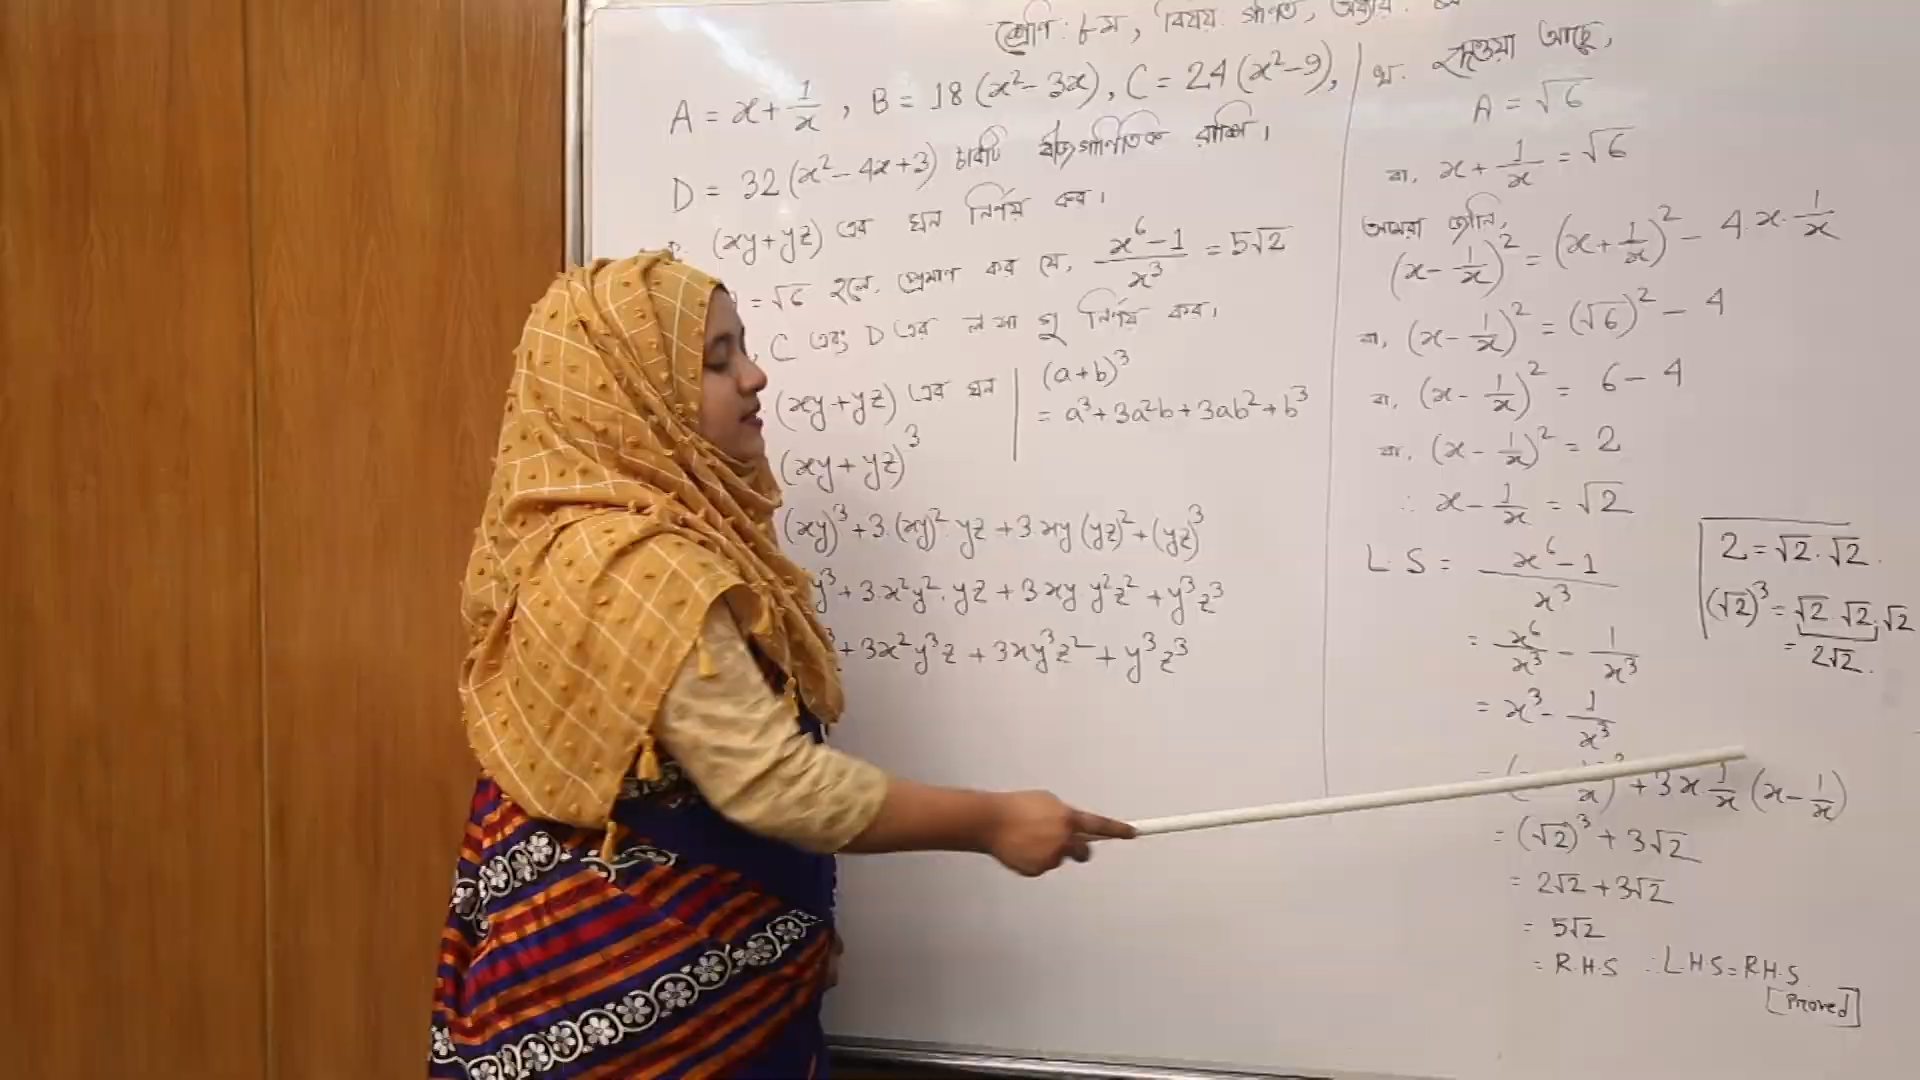 শ্রেণি: ৮ম, বিষয়: গণিত, অধ্যায়:
A = x + 1/x , B = 18 (x² - 3x), C = 24 (x² - 9),
D = 32 (x² - 4x + 3) চারটি বীজগাণিতিক রাশি।
ক. (xy + yz) এর ঘন নির্ণয় কর।
= √6 হলে, প্রমাণ কর যে, (x⁶ - 1)/x³ = 5√2
, C এবং D এর ল সা গু নির্ণয় কর।
(xy + yz) এর ঘন
(xy + yz)³
(xy)³ + 3.(xy)².yz + 3.xy (yz)² + (yz)³
y³ + 3.x²y².yz + 3.xy.y²z² + y³z³
+ 3x²y³z + 3xy³z² + y³z³
(a+b)³
= a³ + 3a²b + 3ab² + b³
খ. দেওয়া আছে,
A = √6
বা, x + 1/x = √6
আমরা জানি,
(x - 1/x)² = (x + 1/x)² - 4.x.1/x
বা, (x - 1/x)² = (√6)² - 4
বা, (x - 1/x)² = 6 - 4
বা, (x - 1/x)² = 2
∴ x - 1/x = √2
L.S = (x⁶ - 1)/x³
= x⁶/x³ - 1/x³
= x³ - 1/x³
+ 3x 1/x (x - 1/x)
= (√2)³ + 3√2
= 2√2 + 3√2
= 5√2
= R.H.S ∴ L.H.S = R.H.S.
[Proved]
2 = √2.√2.
(√2)³ = √2.√2.√2
= 2√2.